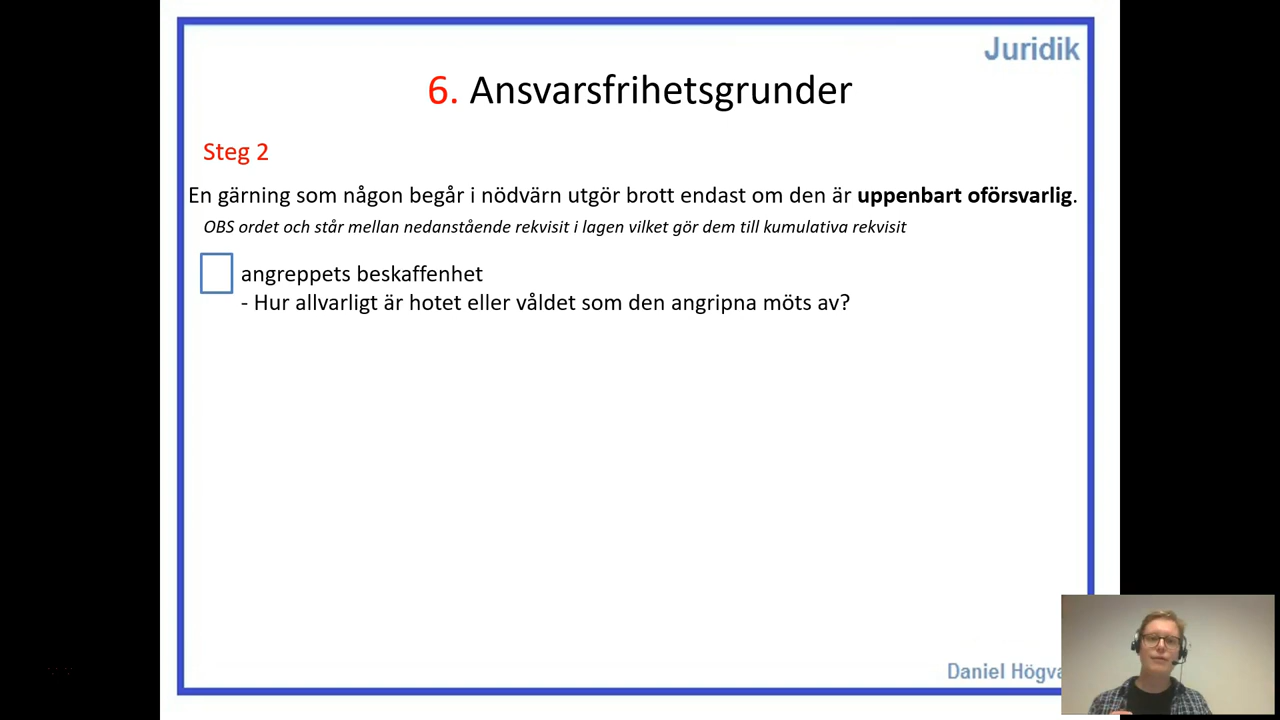 Juridik
6. Ansvarsfrihetsgrunder
Steg 2
En gärning som någon begår i nödvärn utgör brott endast om den är uppenbart oförsvarlig.
OBS ordet och står mellan nedanstående rekvisit i lagen vilket gör dem till kumulativa rekvisit
angreppets beskaffenhet
- Hur allvarligt är hotet eller våldet som den angripna möts av?
Daniel